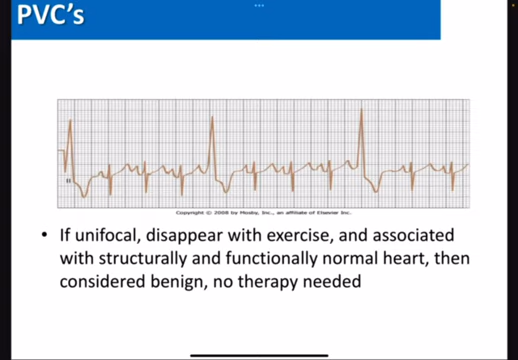 PVC's
II
Copyright © 2008 by Mosby, Inc., an affiliate of Elsevier Inc.
• If unifocal, disappear with exercise, and associated
with structurally and functionally normal heart, then
considered benign, no therapy needed